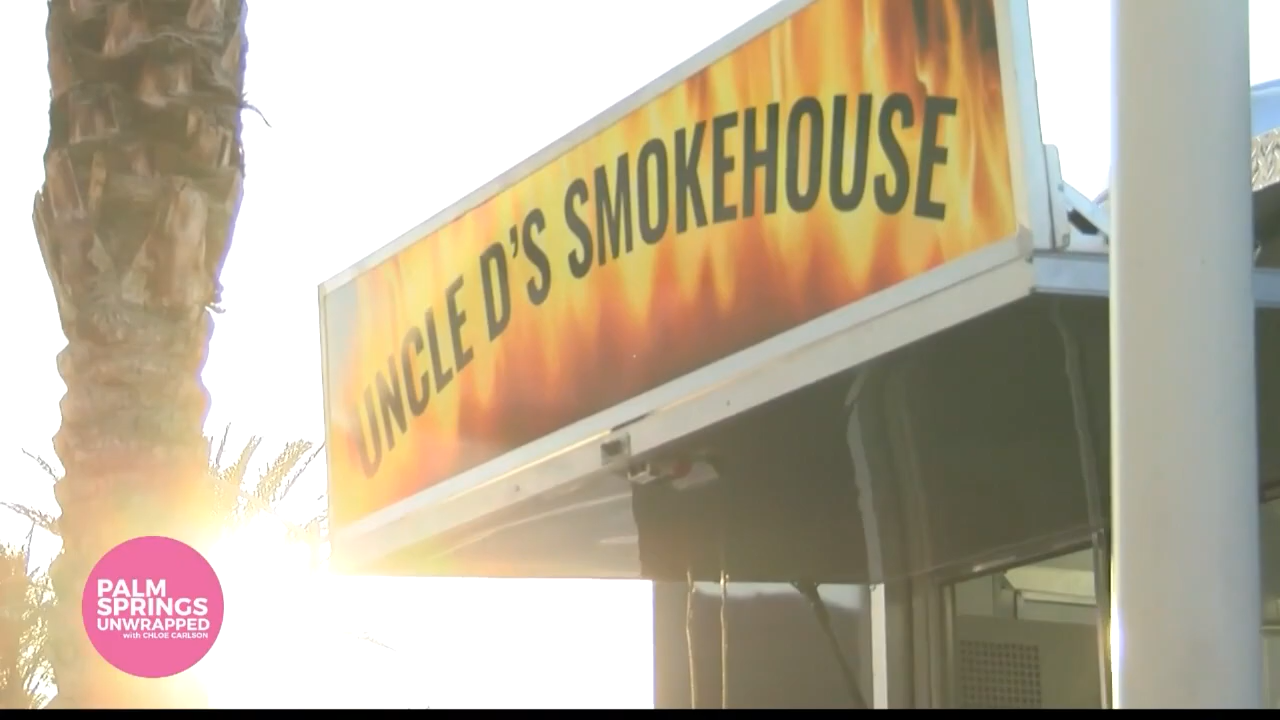 UNCLE D'S SMOKEHOUSE
PALM
SPRINGS
UNWRAPPED
with CHLOE CARLSON